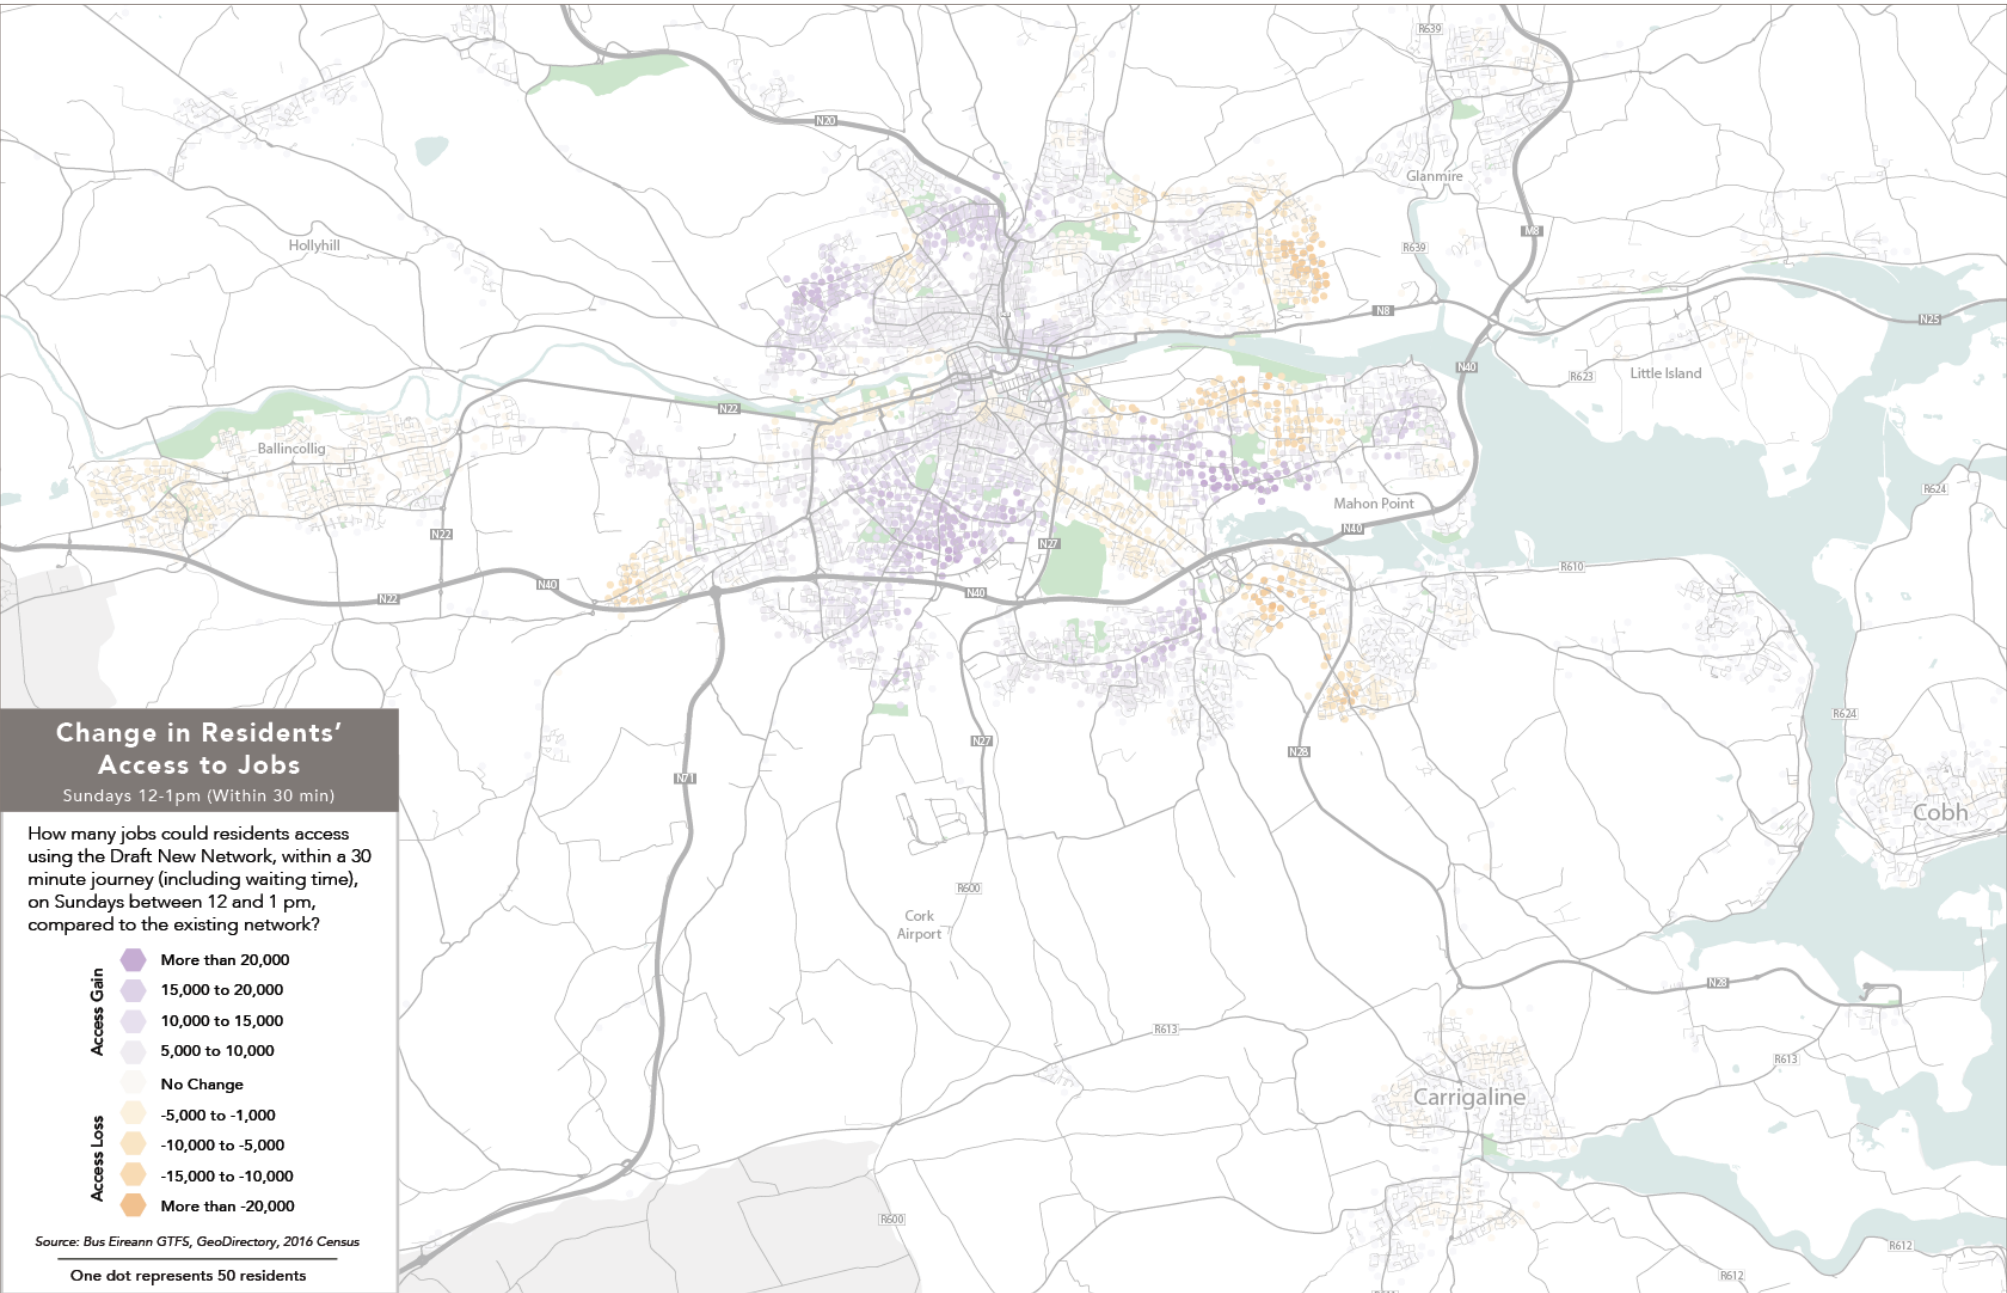 R639
N20
Glanmire
M8
R639
Hollyhill
N8
N25
N40
R623
Little Island
N22
Ballincollig
R624
Mahon Point
N40
N22
N27
R610
N40
N22
N40
R624
N27
N28
N71
Cobh
R600
Cork
Airport
N28
R613
R613
Carrigaline
R600
R612
R612
Change in Residents’
Access to Jobs
Sundays 12-1pm (Within 30 min)
How many jobs could residents access
using the Draft New Network, within a 30
minute journey (including waiting time),
on Sundays between 12 and 1 pm,
compared to the existing network?
Access Gain
More than 20,000
15,000 to 20,000
10,000 to 15,000
5,000 to 10,000
No Change
Access Loss
-5,000 to -1,000
-10,000 to -5,000
-15,000 to -10,000
More than -20,000
Source: Bus Eireann GTFS, GeoDirectory, 2016 Census
One dot represents 50 residents